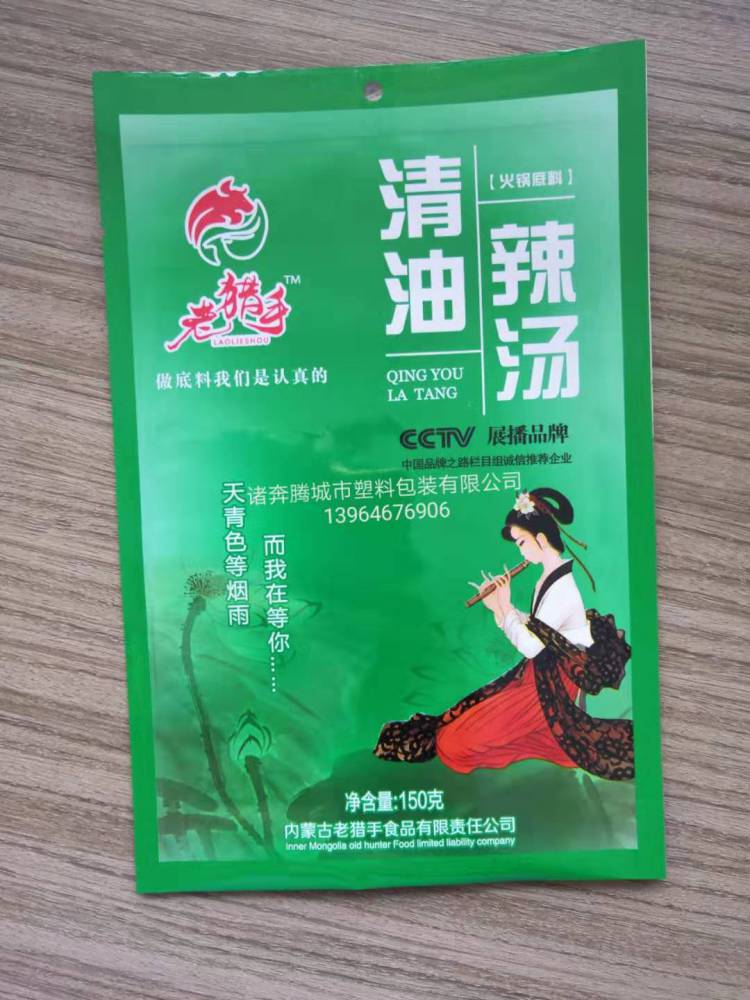 老猎手™
LAOLIESHOU
做底料我们是认真的
清油
【火锅底料】
辣汤
QING YOU
LA TANG
CCTV 展播品牌
中国品牌之路栏目组诚信推荐企业
诸奔腾城市塑料包装有限公司
13964676906
天青色等烟雨
而我在等你……
净含量:150克
内蒙古老猎手食品有限责任公司
Inner Mongolia old hunter Food limited liability company